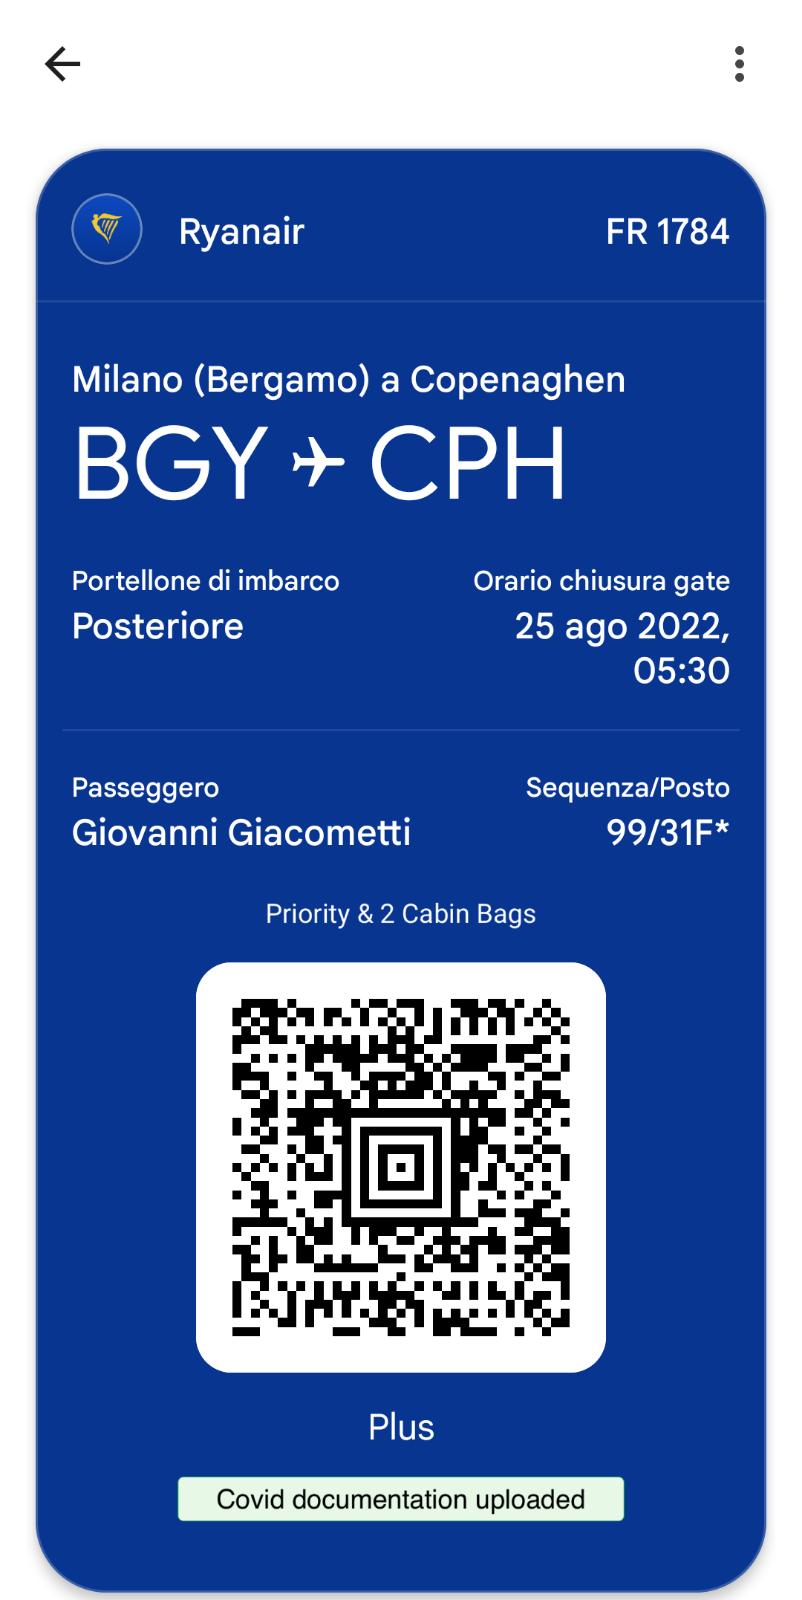 Ryanair FR 1784
Milano (Bergamo) a Copenaghen
BGY CPH
Portellone di imbarco Orario chiusura gate
Posteriore 25 ago 2022,
05:30
Passeggero Sequenza/Posto
Giovanni Giacometti 99/31F*
Priority & 2 Cabin Bags
Plus
Covid documentation uploaded